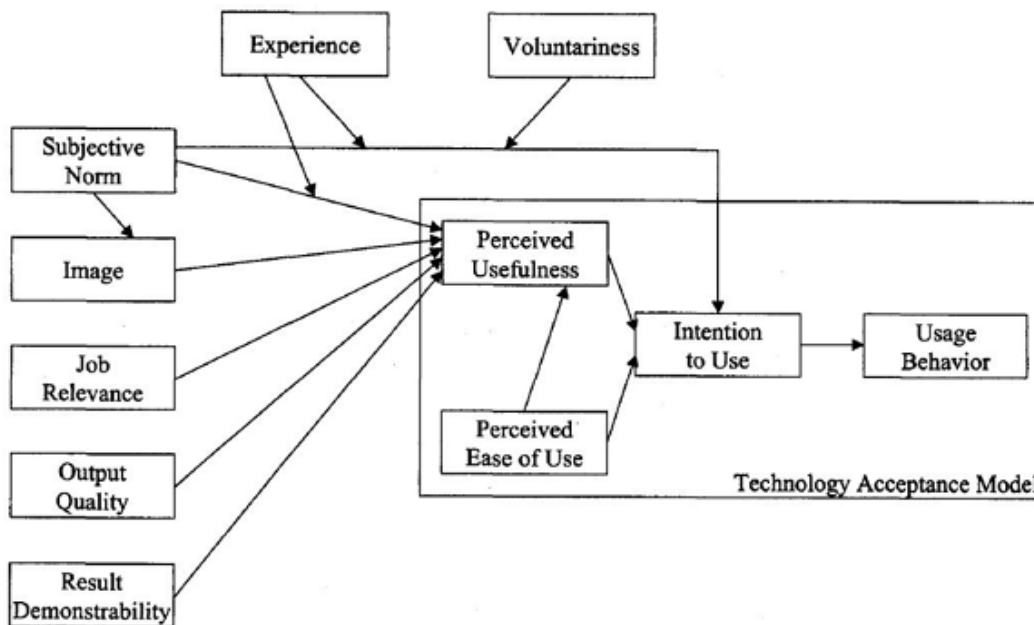 Experience
Voluntariness
Subjective
Norm
Image
Perceived
Usefulness
Intention
to Use
Usage
Behavior
Job
Relevance
Perceived
Ease of Use
Output
Quality
Technology Acceptance Model
Result
Demonstrability